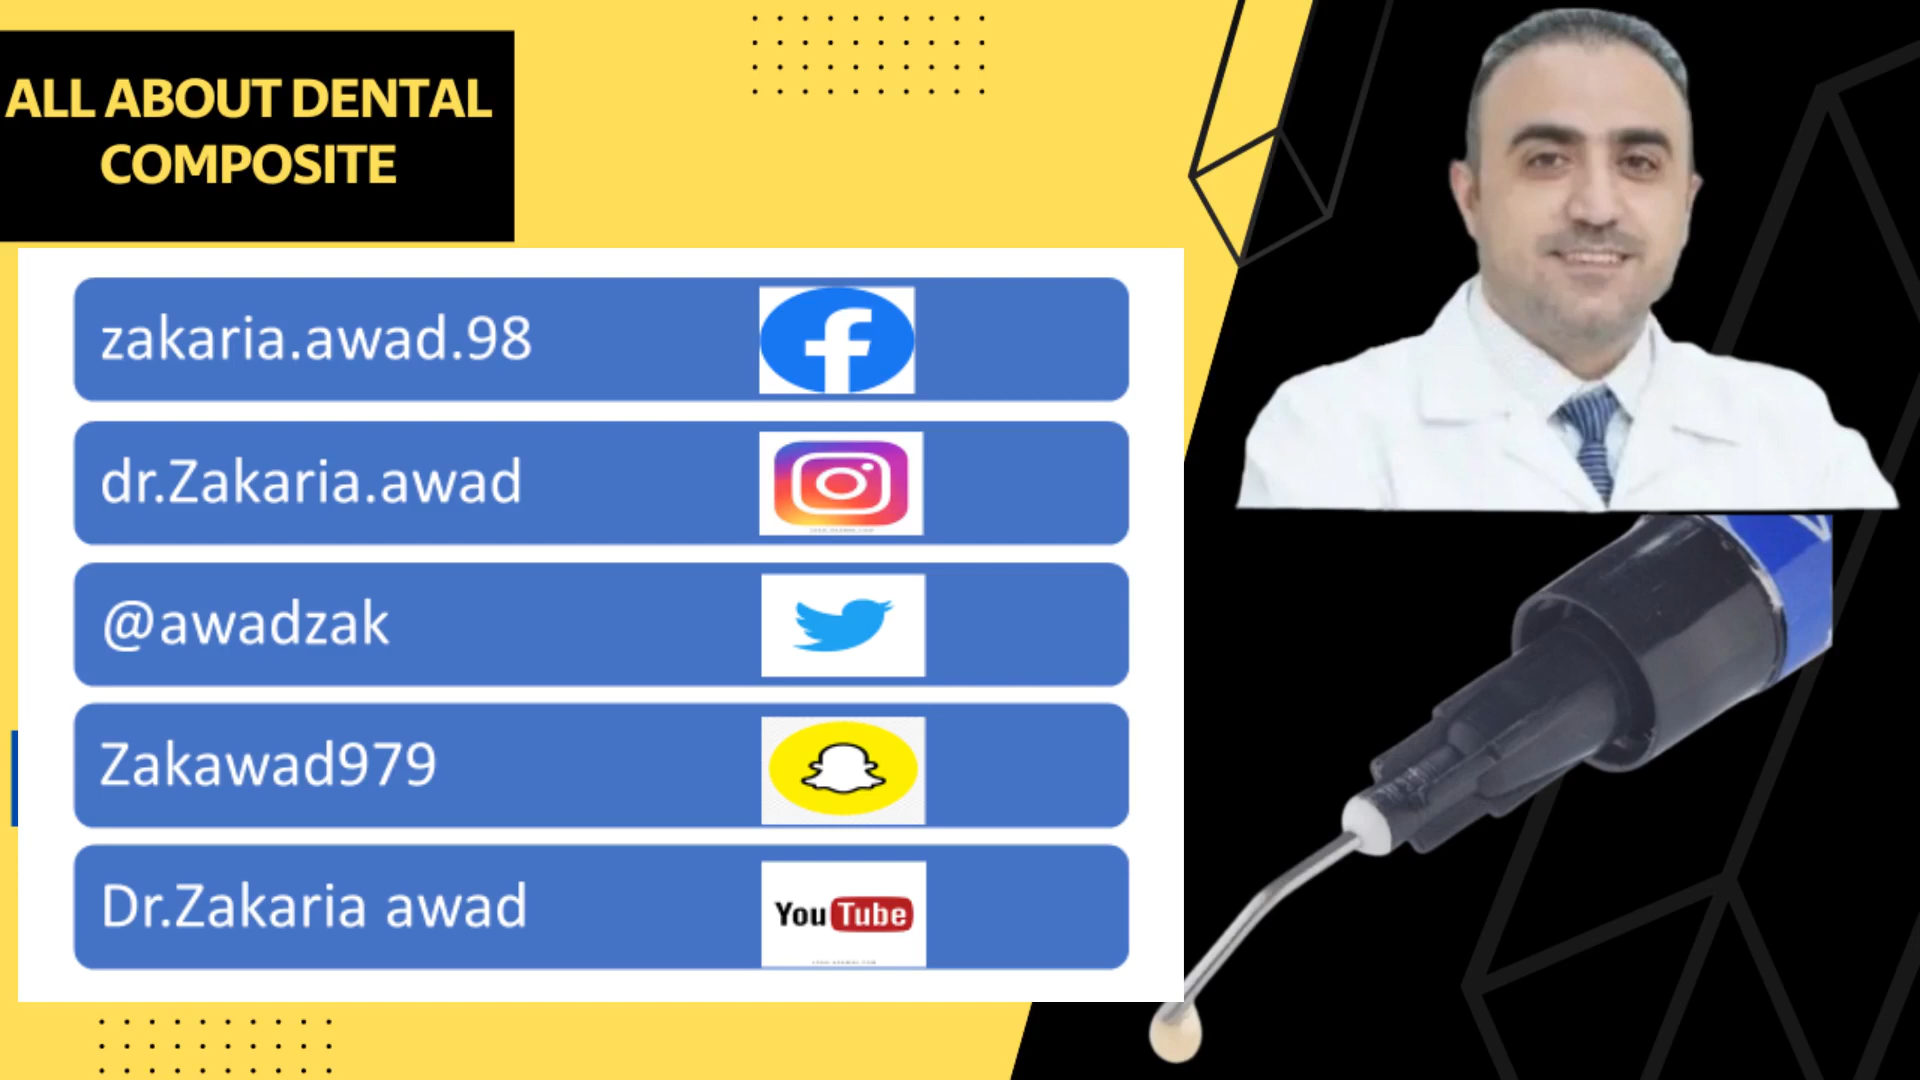 ALL ABOUT DENTAL
COMPOSITE
zakaria.awad.98
dr.Zakaria.awad
@awadzak
Zakawad979
Dr.Zakaria awad
You Tube